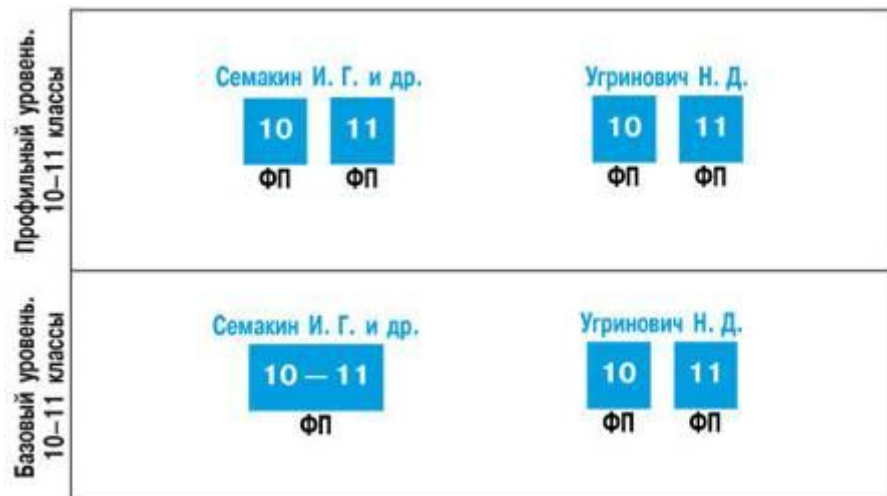 Профильный уровень.
10–11 классы
Семакин И. Г. и др.
10 11
ФП ФП
Угринович Н. Д.
10 11
ФП ФП
Базовый уровень.
10–11 классы
Семакин И. Г. и др.
10 — 11
ФП
Угринович Н. Д.
10 11
ФП ФП